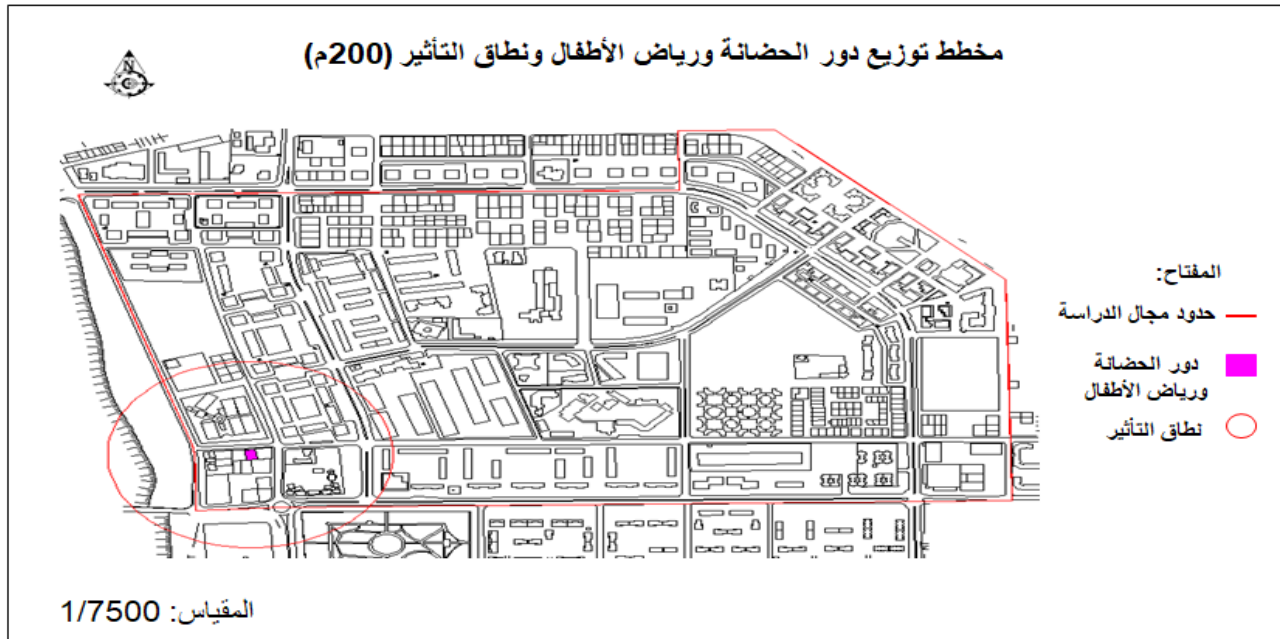 مخطط توزيع دور الحضانة ورياض الأطفال ونطاق التأثير (200م)
N
المفتاح:
حدود مجال الدراسة
دور الحضانة
ورياض الأطفال
نطاق التأثير
المقياس: 1/7500